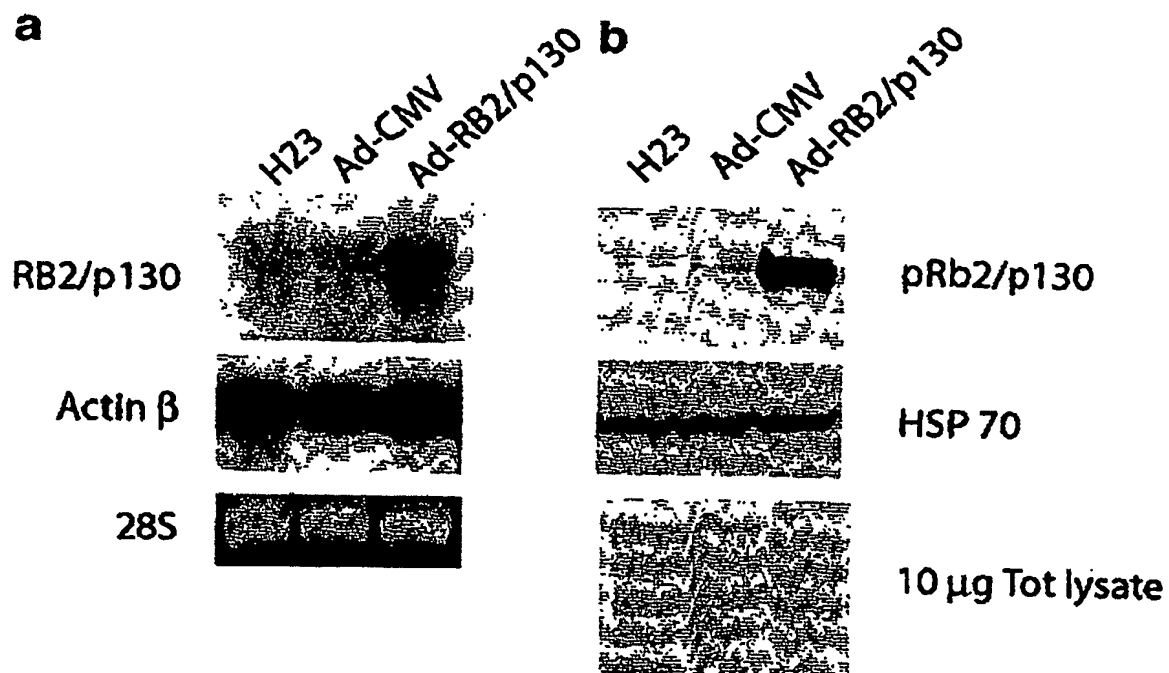 a
H23
Ad-CMV
Ad-RB2/p130
RB2/p130
Actin β
28S
b
H23
Ad-CMV
Ad-RB2/p130
pRb2/p130
HSP 70
10 µg Tot lysate